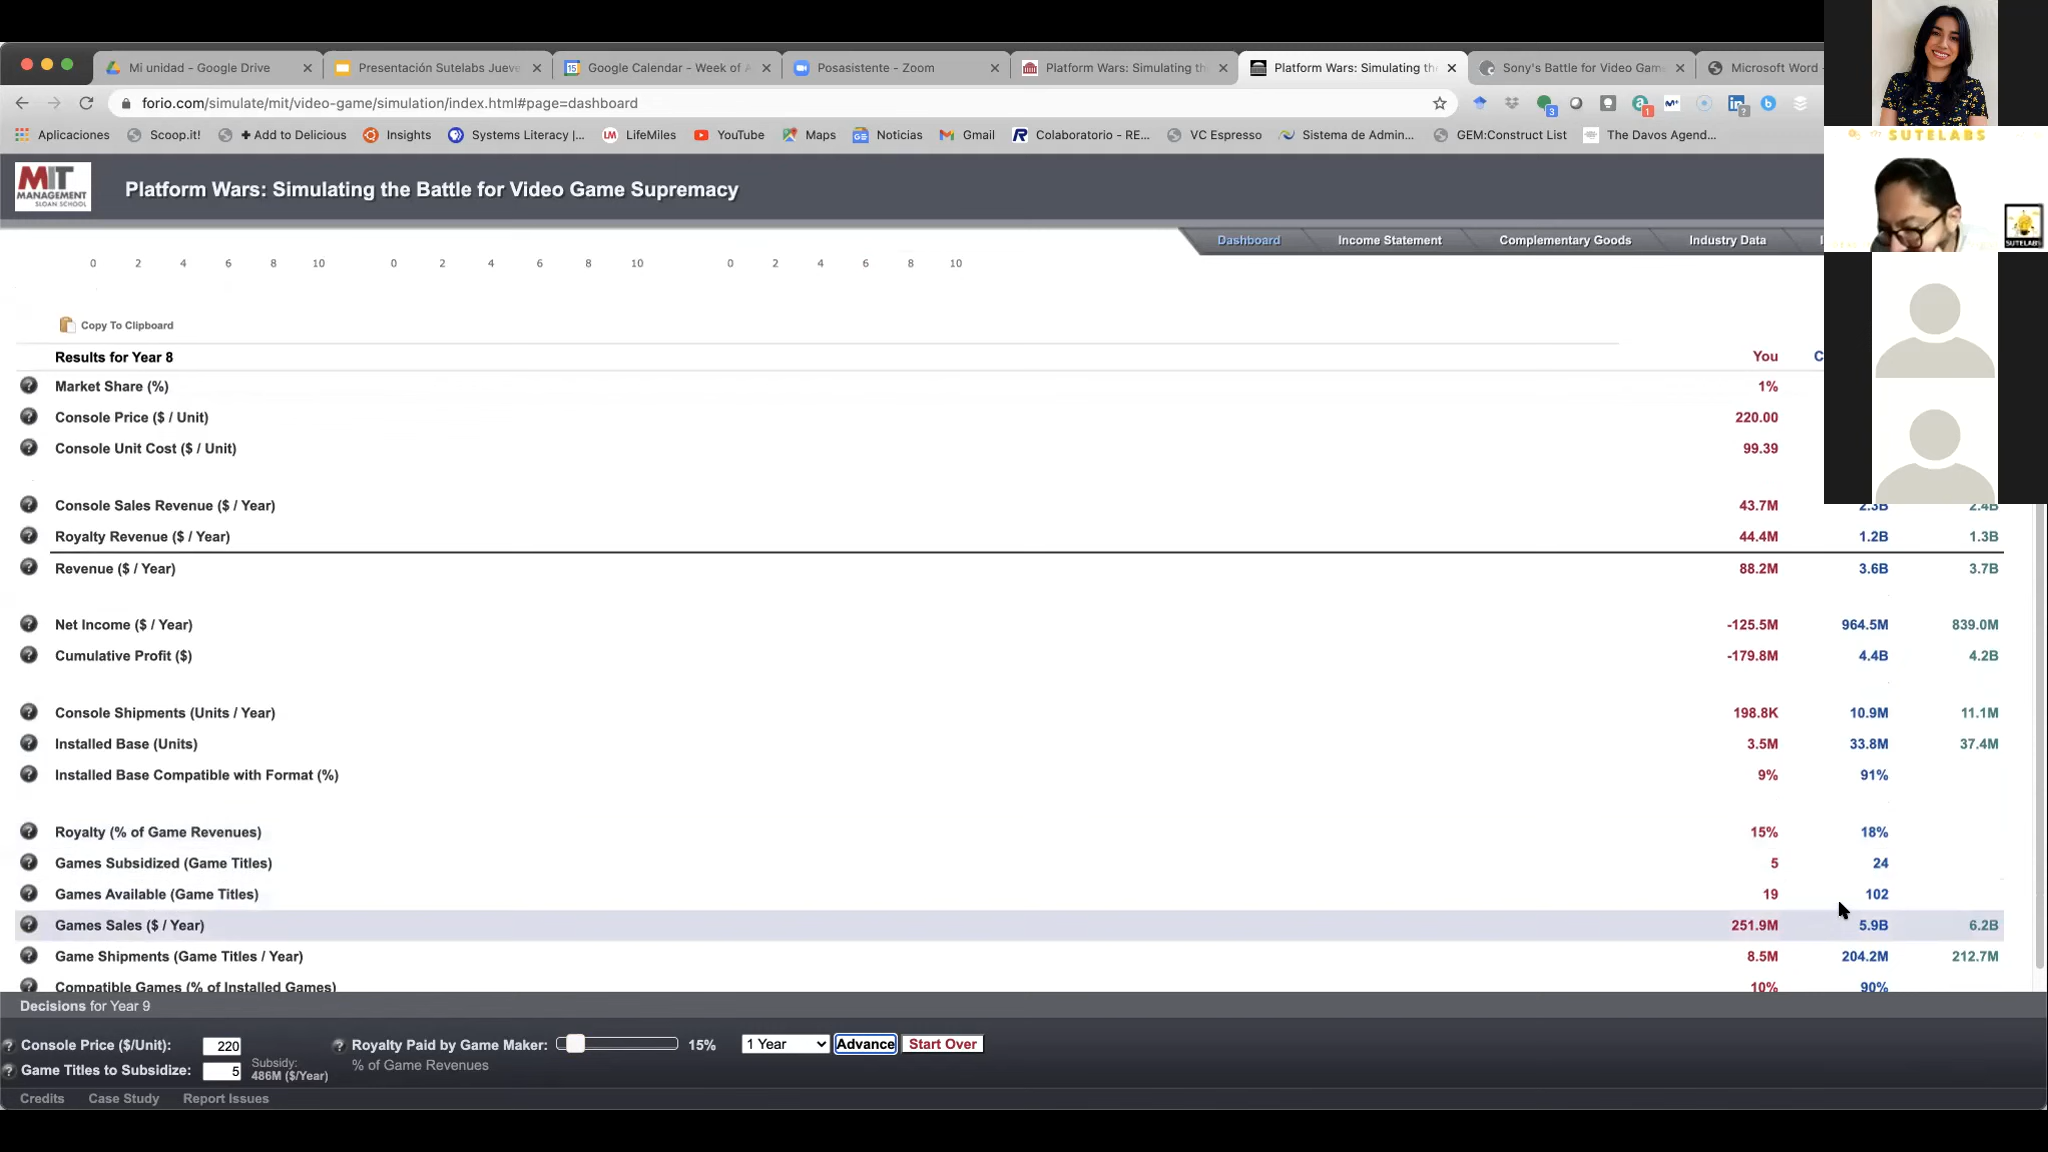 Mi unidad - Google Drive
Presentación Sutelabs Jueve
Google Calendar - Week of A
Posasistente - Zoom
Platform Wars: Simulating th
Platform Wars: Simulating th
Sony's Battle for Video Game
Microsoft Word -
forio.com/simulate/mit/video-game/simulation/index.html#page=dashboard
Aplicaciones
Scoop.it!
+ Add to Delicious
Insights
Systems Literacy |...
LifeMiles
YouTube
Maps
Noticias
Gmail
Colaboratorio - RE...
VC Espresso
Sistema de Admin...
GEM:Construct List
The Davos Agend...
SUTELABS
MIT
MANAGEMENT
SLOAN SCHOOL
Platform Wars: Simulating the Battle for Video Game Supremacy
SUTELABS
Dashboard
Income Statement
Complementary Goods
Industry Data
0 2 4 6 8 10 0 2 4 6 8 10 0 2 4 6 8 10
Copy To Clipboard
Results for Year 8 You C
Market Share (%) 1%
Console Price ($ / Unit) 220.00
Console Unit Cost ($ / Unit) 99.39
Console Sales Revenue ($ / Year) 43.7M 2.3B 2.4B
Royalty Revenue ($ / Year) 44.4M 1.2B 1.3B
Revenue ($ / Year) 88.2M 3.6B 3.7B
Net Income ($ / Year) -125.5M 964.5M 839.0M
Cumulative Profit ($) -179.8M 4.4B 4.2B
Console Shipments (Units / Year) 198.8K 10.9M 11.1M
Installed Base (Units) 3.5M 33.8M 37.4M
Installed Base Compatible with Format (%) 9% 91%
Royalty (% of Game Revenues) 15% 18%
Games Subsidized (Game Titles) 5 24
Games Available (Game Titles) 19 102
Games Sales ($ / Year) 251.9M 5.9B 6.2B
Game Shipments (Game Titles / Year) 8.5M 204.2M 212.7M
Compatible Games (% of Installed Games) 10% 90%
Decisions for Year 9
Console Price ($/Unit): 220 Royalty Paid by Game Maker: 15% 1 Year Advance Start Over
Game Titles to Subsidize: 5 Subsidy: 486M ($/Year) % of Game Revenues
Credits Case Study Report Issues